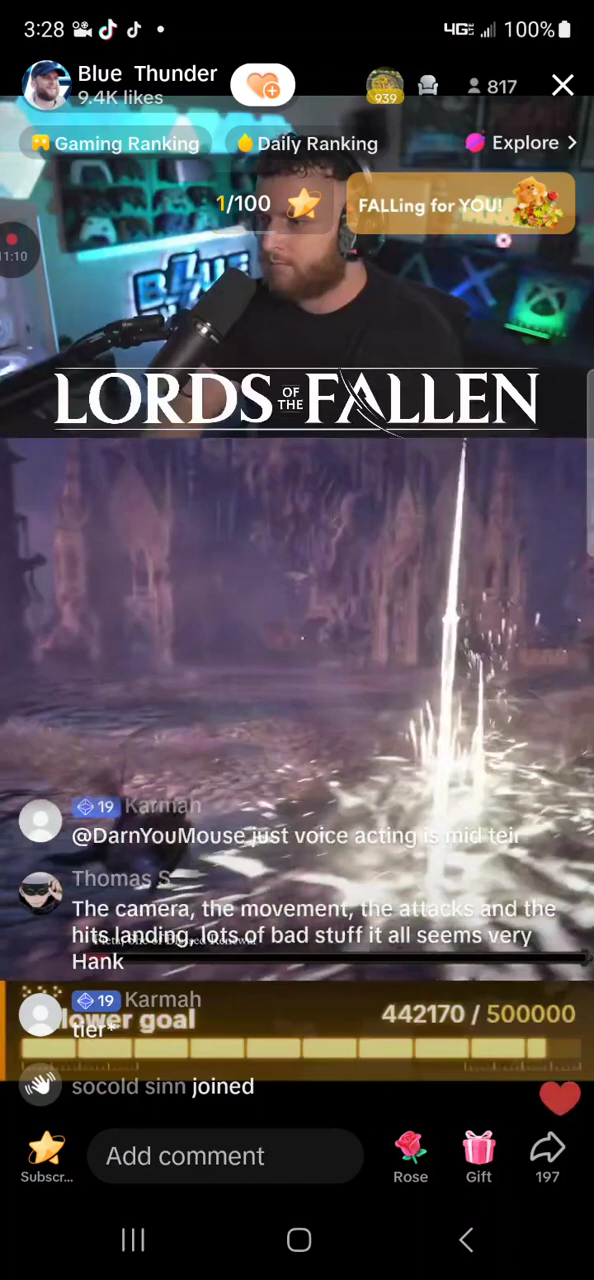 3:28
4G
100%
Blue Thunder
9.4K likes
939
817
Gaming Ranking
Daily Ranking
Explore
1/100
FALLing for YOU!
11:10
BLUE
LORDS OF THE FALLEN
19 Karmah
@DarnYouMouse just voice acting is mid teir
Thomas S
The camera, the movement, the attacks and the
hits landing, lots of bad stuff it all seems very
Hank
19 Karmah
tier*
lower goal
442170 / 500000
socold sinn joined
Add comment
Subscr...
Rose
Gift
197